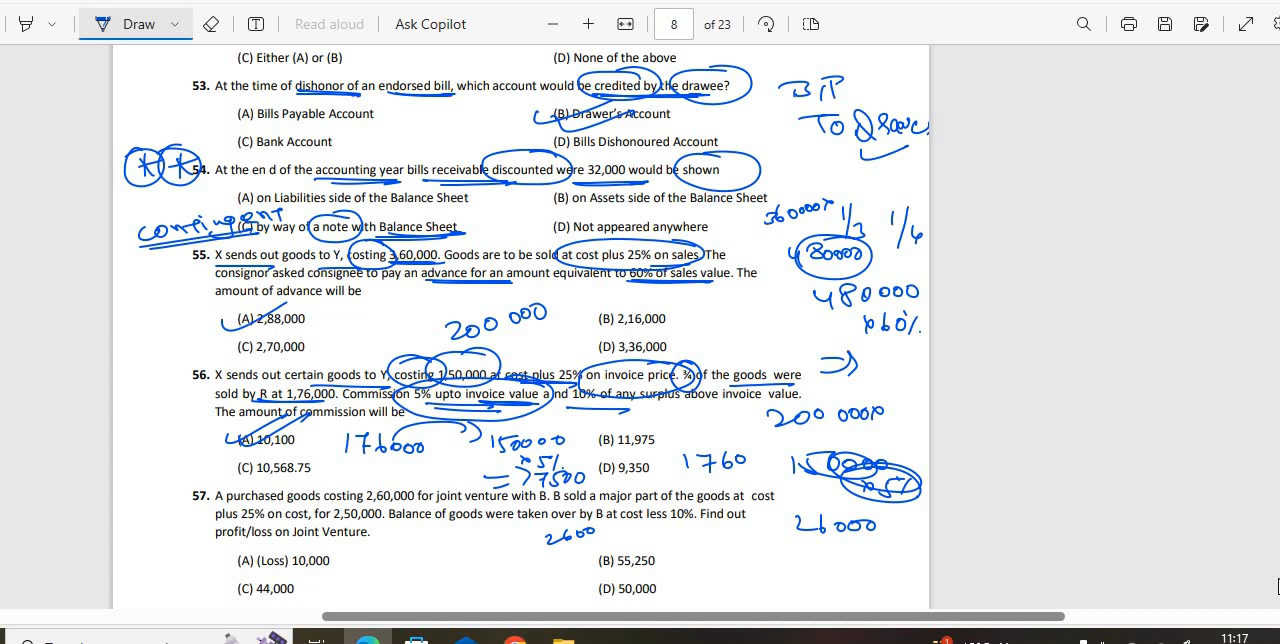 Draw Read aloud Ask Copilot 8 of 23
(C) Either (A) or (B) (D) None of the above
53. At the time of dishonor of an endorsed bill, which account would be credited by the drawee?
B/P
(A) Bills Payable Account (B) Drawer's Account
To
(C) Bank Account (D) Bills Dishonoured Account
54. At the en d of the accounting year bills receivable discounted were 32,000 would be shown
(A) on Liabilities side of the Balance Sheet (B) on Assets side of the Balance Sheet
contingent
360000x 1/3 1/4
(C) by way of a note with Balance Sheet (D) Not appeared anywhere
55. X sends out goods to Y, costing 3,60,000. Goods are to be sold at cost plus 25% on sales. The
480000
consignor asked consignee to pay an advance for an amount equivalent to 60% of sales value. The
amount of advance will be
480000
x60%
(A) 2,88,000 (B) 2,16,000
200 000
(C) 2,70,000 (D) 3,36,000
56. X sends out certain goods to Y, costing 1,50,000 at cost plus 25% on invoice price. ¾ of the goods were
sold by R at 1,76,000. Commission 5% upto invoice value and 10% of any surplus above invoice value.
The amount of commission will be
200 000x
(A) 10,100 (B) 11,975
176000 150000
x 5%
=> 7500
(C) 10,568.75 (D) 9,350
1760 150000
x5%
57. A purchased goods costing 2,60,000 for joint venture with B. B sold a major part of the goods at cost
plus 25% on cost, for 2,50,000. Balance of goods were taken over by B at cost less 10%. Find out
26000
profit/loss on Joint Venture.
2600
(A) (Loss) 10,000 (B) 55,250
(C) 44,000 (D) 50,000
11:17